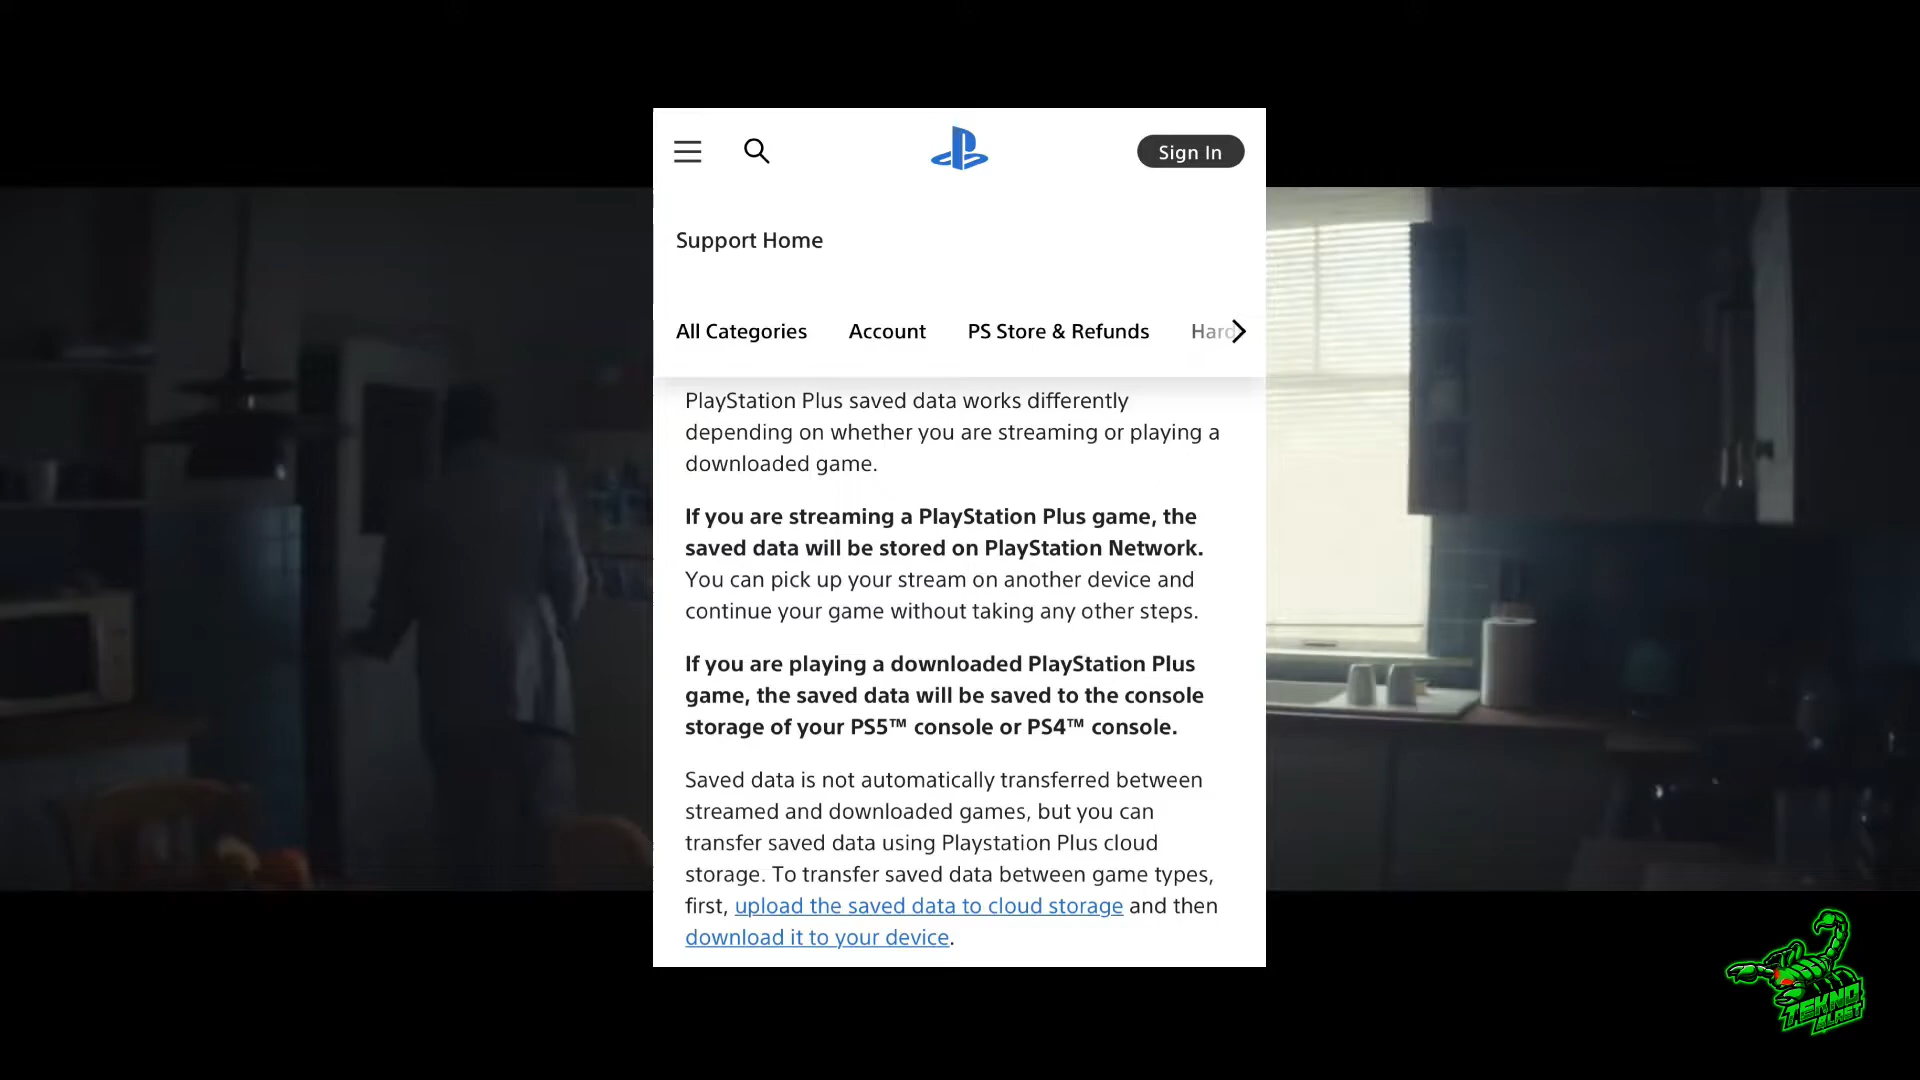 Sign In
Support Home
All Categories Account PS Store & Refunds Hard
PlayStation Plus saved data works differently
depending on whether you are streaming or playing a
downloaded game.
If you are streaming a PlayStation Plus game, the
saved data will be stored on PlayStation Network.
You can pick up your stream on another device and
continue your game without taking any other steps.
If you are playing a downloaded PlayStation Plus
game, the saved data will be saved to the console
storage of your PS5™ console or PS4™ console.
Saved data is not automatically transferred between
streamed and downloaded games, but you can
transfer saved data using Playstation Plus cloud
storage. To transfer saved data between game types,
first, upload the saved data to cloud storage and then
download it to your device.
TEKNO
BLAST